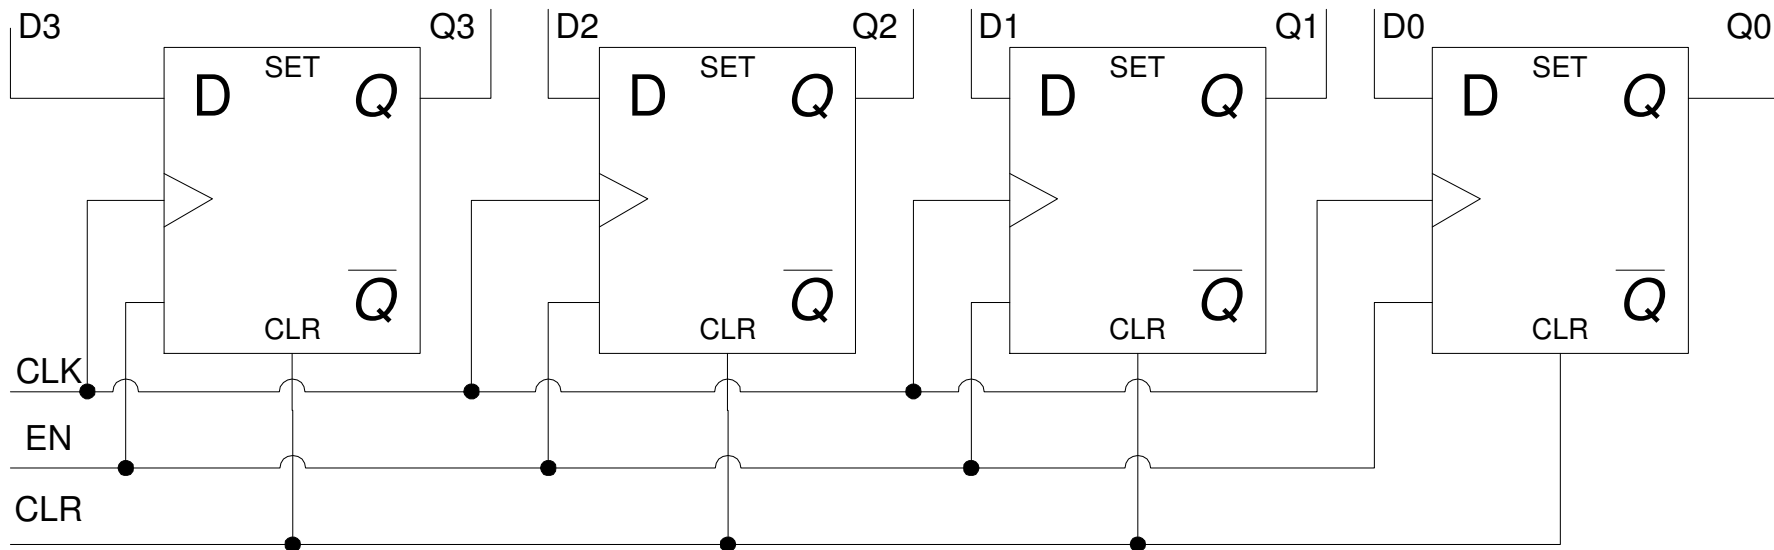 D3 Q3 D2 Q2 D1 Q1 D0 Q0
SET SET SET SET
D Q D Q D Q D Q
Q̅ Q̅ Q̅ Q̅
CLR CLR CLR CLR
CLK
EN
CLR